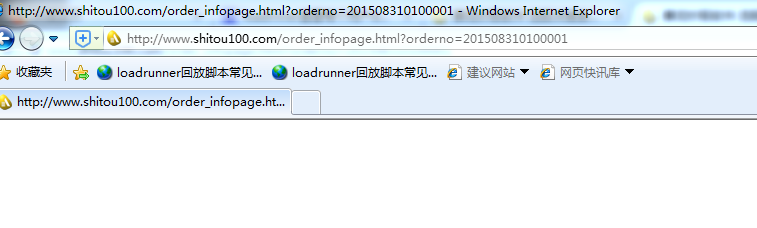 http://www.shitou100.com/order_infopage.html?orderno=201508310100001 - Windows Internet Explorer
http://www.shitou100.com/order_infopage.html?orderno=201508310100001
收藏夹 loadrunner回放脚本常见... loadrunner回放脚本常见... 建议网站 网页快讯库
http://www.shitou100.com/order_infopage.ht...